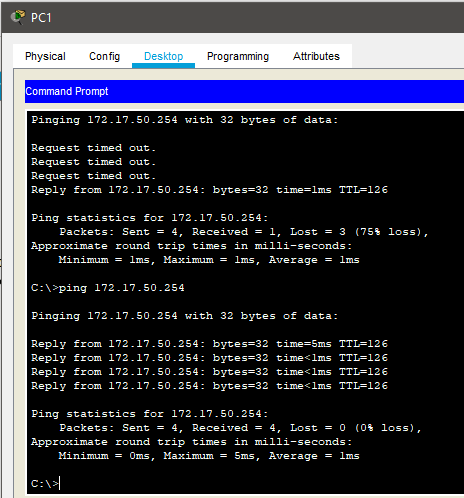 PC1
Physical Config Desktop Programming Attributes
Command Prompt
Pinging 172.17.50.254 with 32 bytes of data:
Request timed out.
Request timed out.
Request timed out.
Reply from 172.17.50.254: bytes=32 time=1ms TTL=126
Ping statistics for 172.17.50.254:
Packets: Sent = 4, Received = 1, Lost = 3 (75% loss),
Approximate round trip times in milli-seconds:
Minimum = 1ms, Maximum = 1ms, Average = 1ms
C:\>ping 172.17.50.254
Pinging 172.17.50.254 with 32 bytes of data:
Reply from 172.17.50.254: bytes=32 time=5ms TTL=126
Reply from 172.17.50.254: bytes=32 time<1ms TTL=126
Reply from 172.17.50.254: bytes=32 time<1ms TTL=126
Reply from 172.17.50.254: bytes=32 time<1ms TTL=126
Ping statistics for 172.17.50.254:
Packets: Sent = 4, Received = 4, Lost = 0 (0% loss),
Approximate round trip times in milli-seconds:
Minimum = 0ms, Maximum = 5ms, Average = 1ms
C:\>